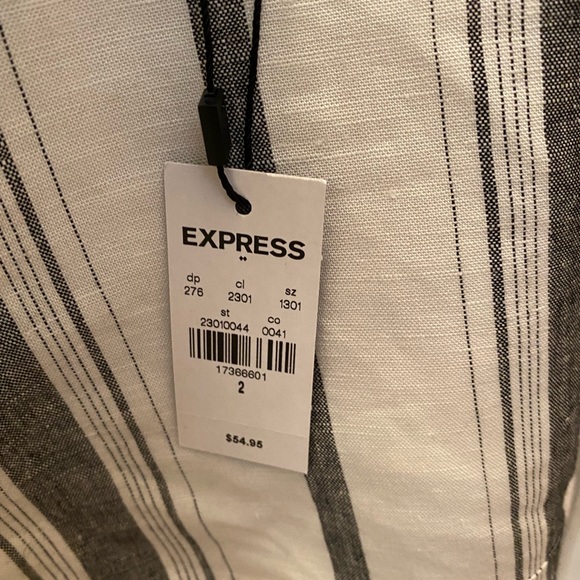 EXPRESS
dp cl sz
276 2301 1301
st co
23010044 0041
17366601
2
$54.95